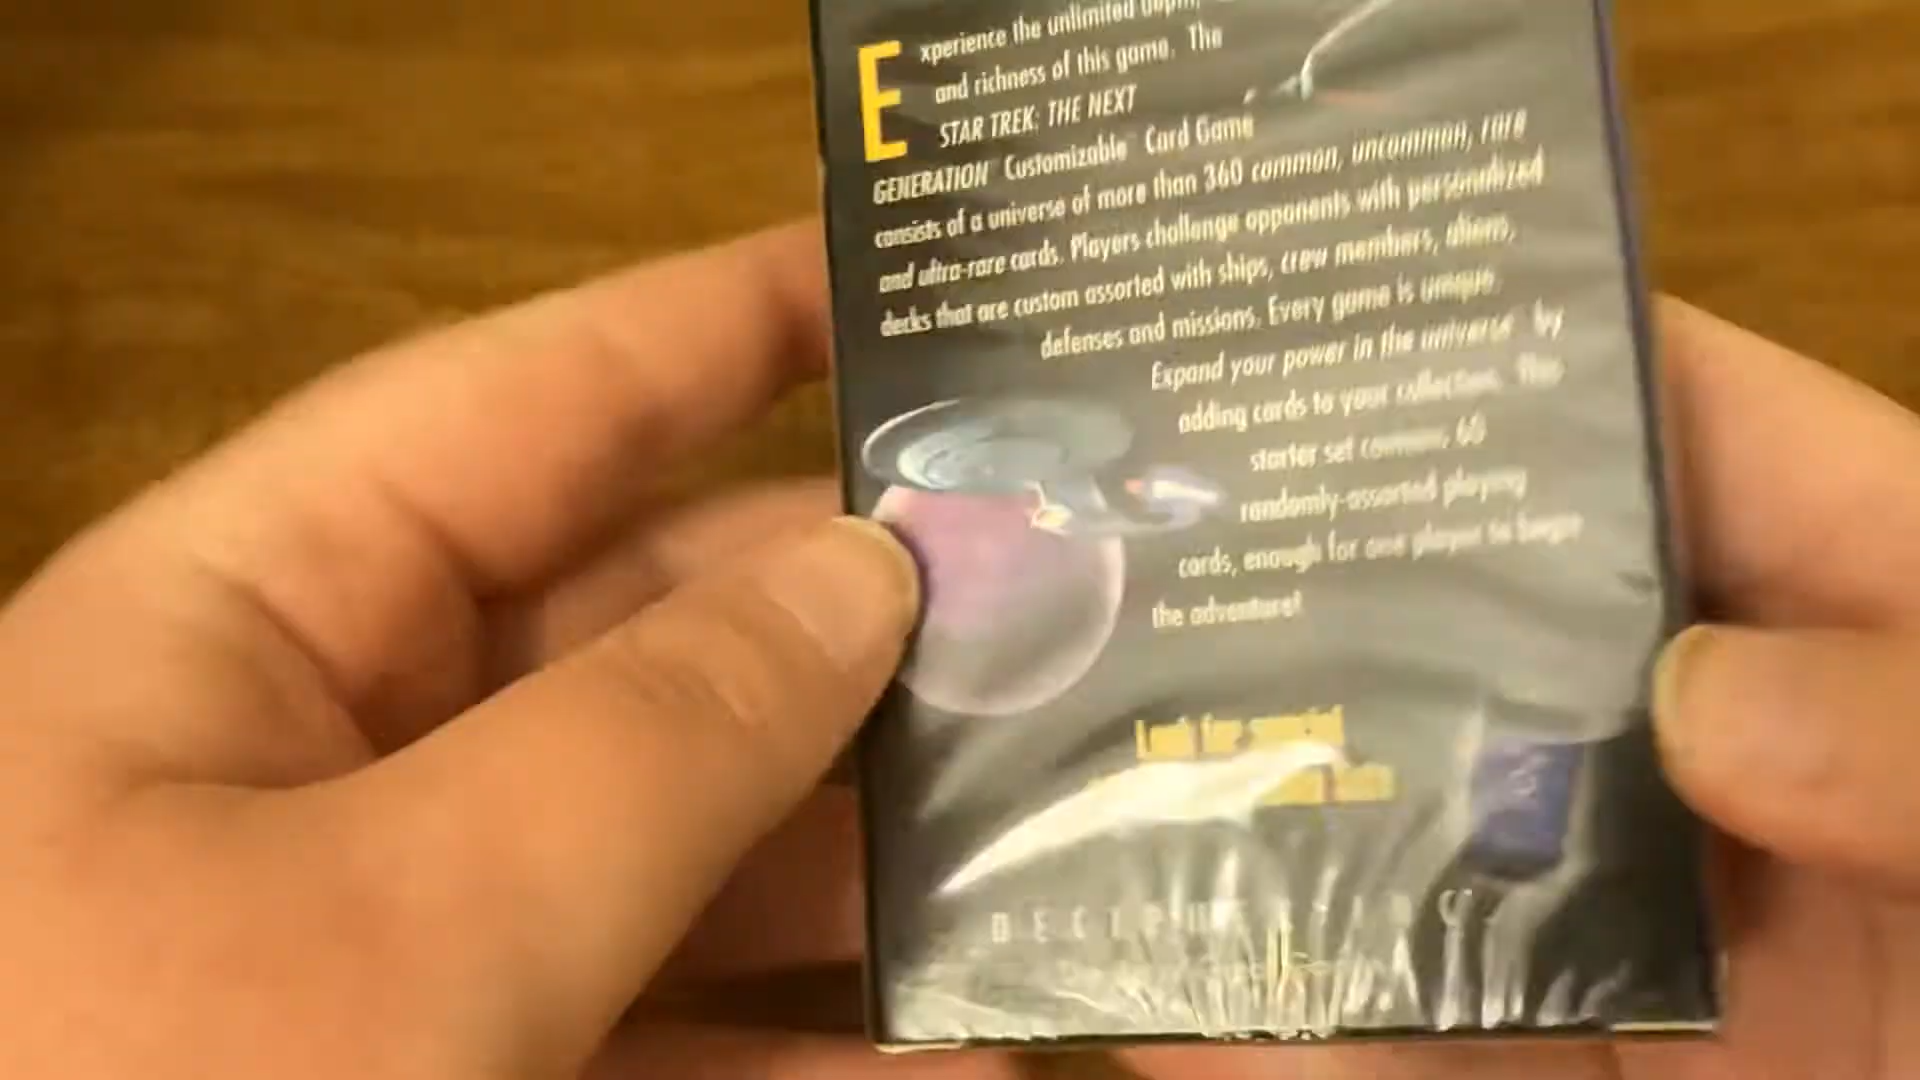 Experience the unlimited depth,
and richness of this game. The
STAR TREK: THE NEXT
GENERATION™ Customizable™ Card Game
consists of a universe of more than 360 common, uncommon, rare
and ultra-rare cards. Players challenge opponents with personalized
decks that are custom assorted with ships, crew members, aliens,
defenses and missions. Every game is unique.
Expand your power in the universe by
adding cards to your collection. This
starter set contains 60
randomly-assorted playing
cards, enough for one player to begin
the adventure!
Look for special
DECIPHER INC